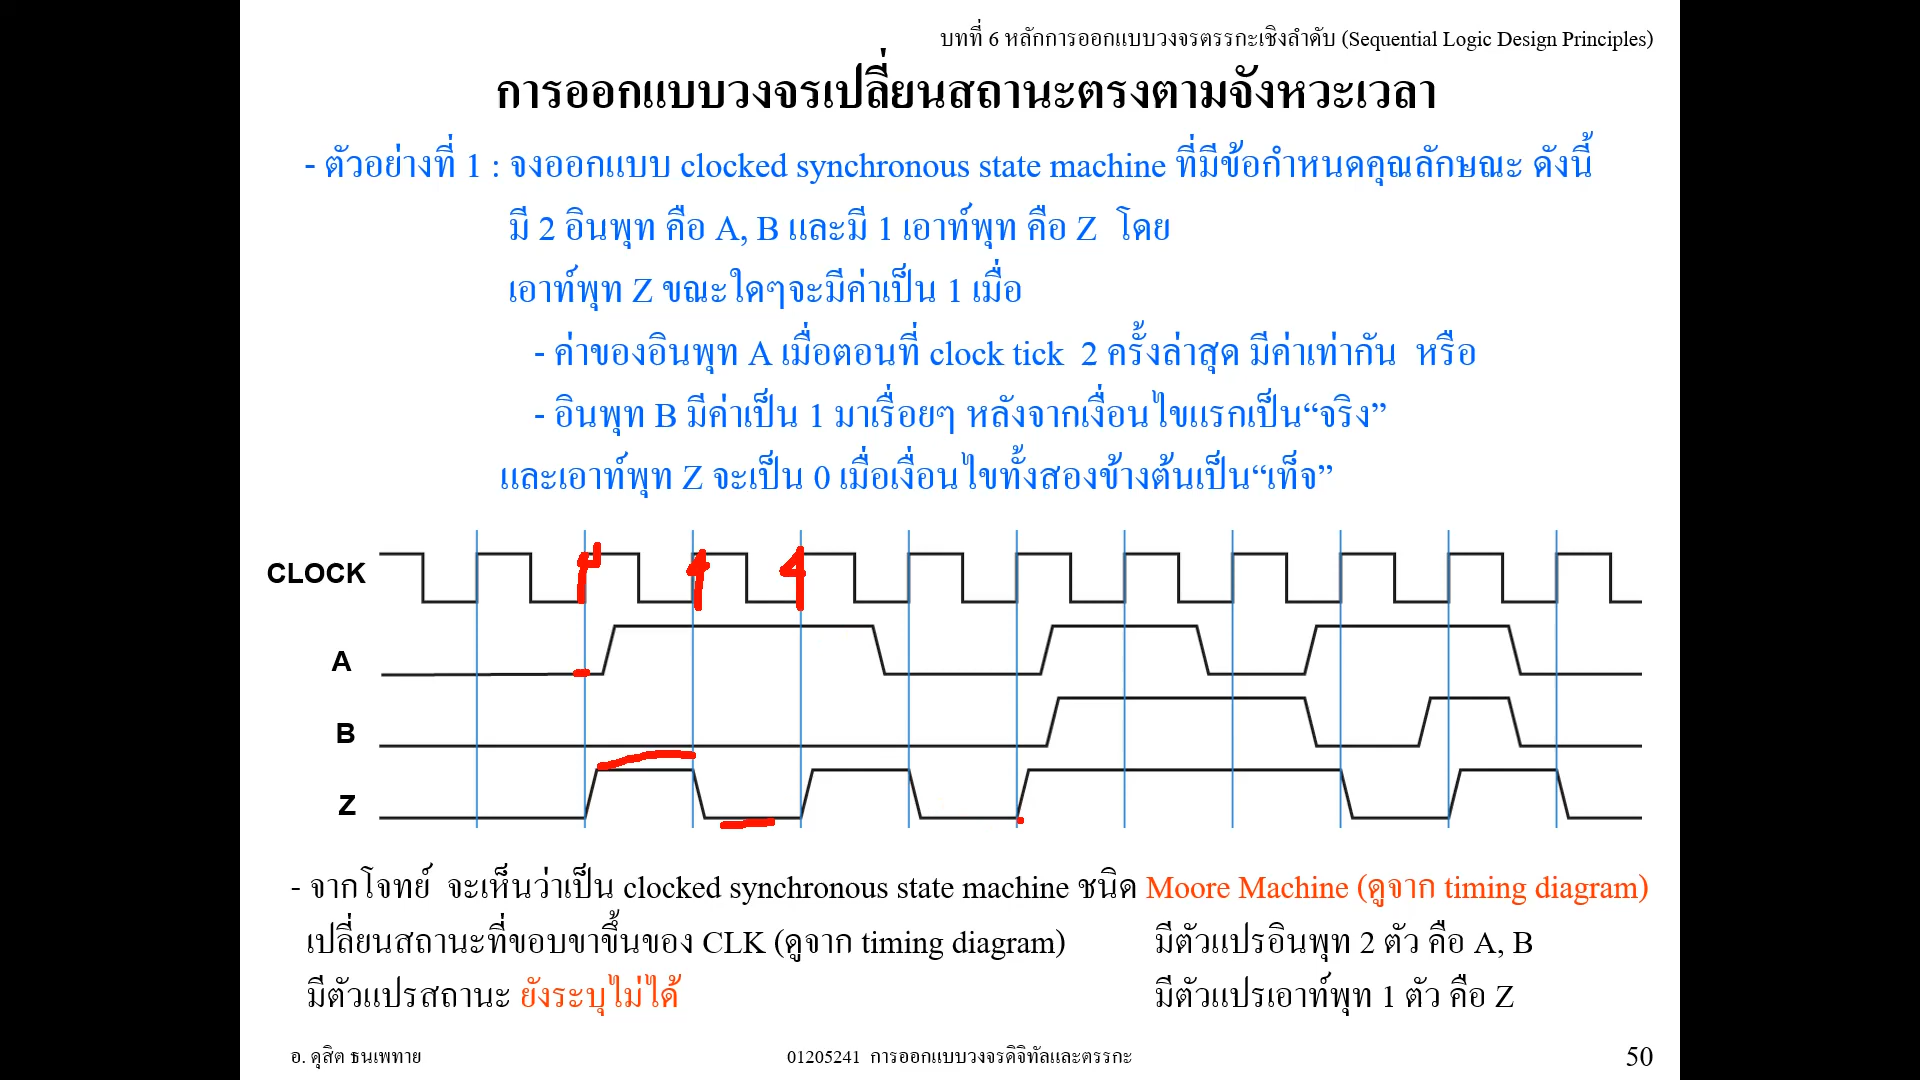 บทที่ 6 หลักการออกแบบวงจรตรรกะเชิงลำดับ (Sequential Logic Design Principles)
การออกแบบวงจรเปลี่ยนสถานะตรงตามจังหวะเวลา
- ตัวอย่างที่ 1 : จงออกแบบ clocked synchronous state machine ที่มีข้อกำหนดคุณลักษณะ ดังนี้
มี 2 อินพุท คือ A, B และมี 1 เอาท์พุท คือ Z โดย
เอาท์พุท Z ขณะใดๆจะมีค่าเป็น 1 เมื่อ
- ค่าของอินพุท A เมื่อตอนที่ clock tick 2 ครั้งล่าสุด มีค่าเท่ากัน หรือ
- อินพุท B มีค่าเป็น 1 มาเรื่อยๆ หลังจากเงื่อนไขแรกเป็น“จริง”
และเอาท์พุท Z จะเป็น 0 เมื่อเงื่อนไขทั้งสองข้างต้นเป็น“เท็จ”
CLOCK
A
B
Z
- จากโจทย์ จะเห็นว่าเป็น clocked synchronous state machine ชนิด Moore Machine (ดูจาก timing diagram)
เปลี่ยนสถานะที่ขอบขาขึ้นของ CLK (ดูจาก timing diagram) มีตัวแปรอินพุท 2 ตัว คือ A, B
มีตัวแปรสถานะ ยังระบุไม่ได้ มีตัวแปรเอาท์พุท 1 ตัว คือ Z
อ. ดุสิต ธนเพทาย 01205241 การออกแบบวงจรดิจิทัลและตรรกะ 50